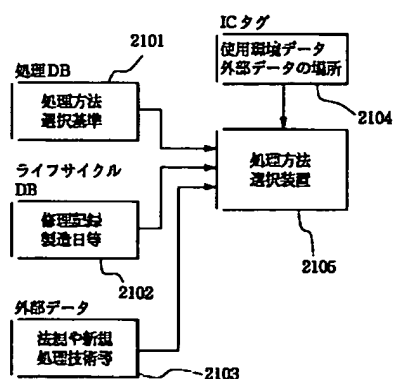 2101
処理DB
処理方法
選択基準
ICタグ
使用環境データ
外部データの場所
2104
ライフサイクル
DB
修理記録
製造日等
2102
処理方法
選択装置
2105
外部データ
法規や新規
処理技術等
2103